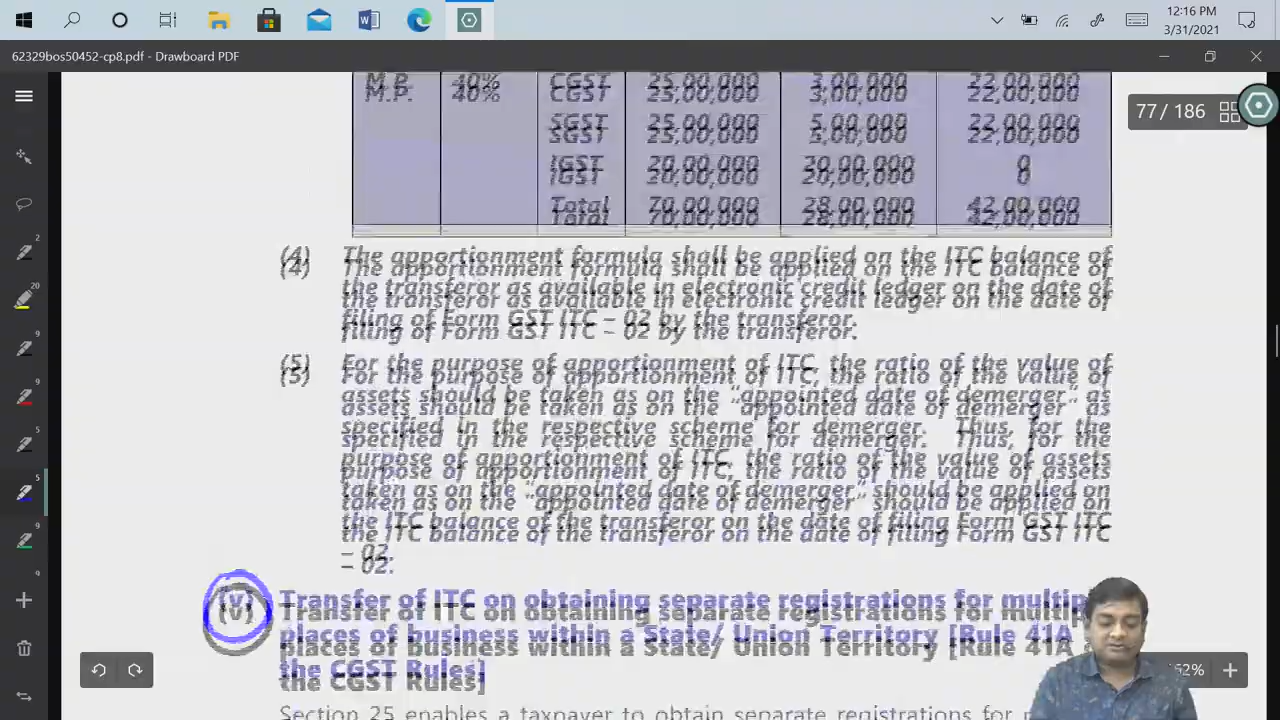 12:16 PM
3/31/2021
62329bos50452-cp8.pdf - Drawboard PDF
77 / 186
M.P. 40% CGST 25,00,000 3,00,000 22,00,000
SGST 25,00,000 5,00,000 22,00,000
IGST 20,00,000 20,00,000 0
Total 70,00,000 28,00,000 42,00,000
(4) The apportionment formula shall be applied on the ITC balance of
the transferor as available in electronic credit ledger on the date of
filing of Form GST ITC – 02 by the transferor.
(5) For the purpose of apportionment of ITC, the ratio of the value of
assets should be taken as on the "appointed date of demerger" as
specified in the respective scheme for demerger. Thus, for the
purpose of apportionment of ITC, the ratio of the value of assets
taken as on the "appointed date of demerger" should be applied on
the ITC balance of the transferor on the date of filing Form GST ITC
– 02.
(v) Transfer of ITC on obtaining separate registrations for multip
places of business within a State/ Union Territory [Rule 41A
the CGST Rules]
Section 25 enables a taxpayer to obtain separate registrations for
2
20
9
9
5
5
9
9
62%